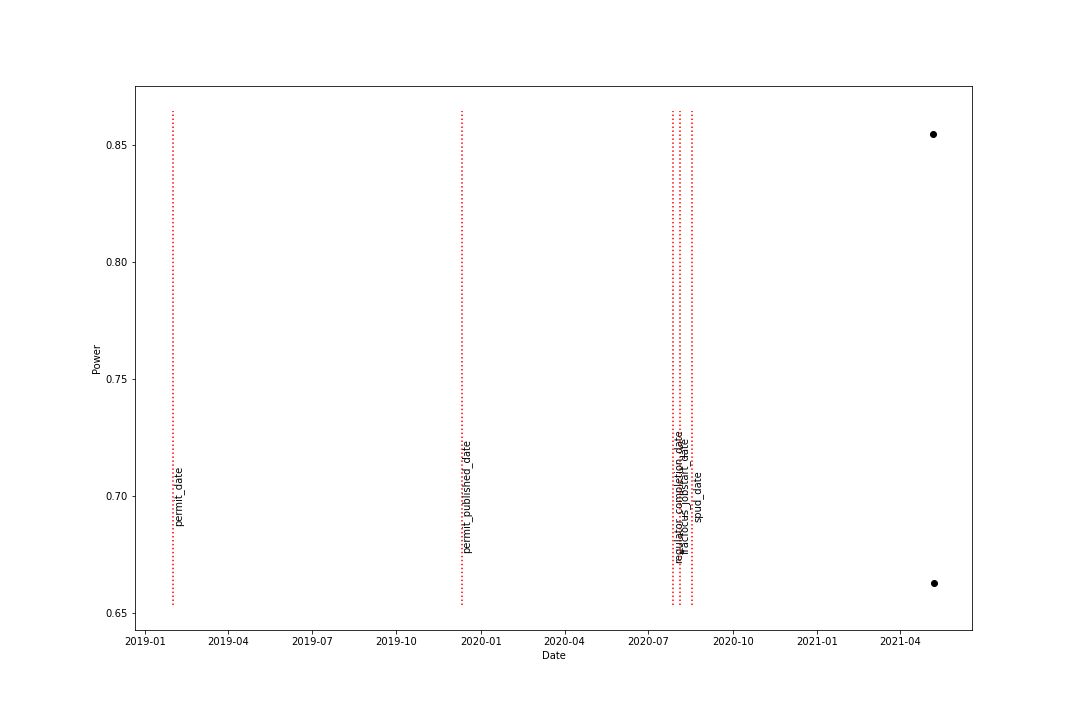 0.85
0.80
0.75
0.70
0.65
Power
permit_date
permit_published_date
regulator_completion_date
fracfocus_jobstart_date
spud_date
2019-01
2019-04
2019-07
2019-10
2020-01
2020-04
2020-07
2020-10
2021-01
2021-04
Date